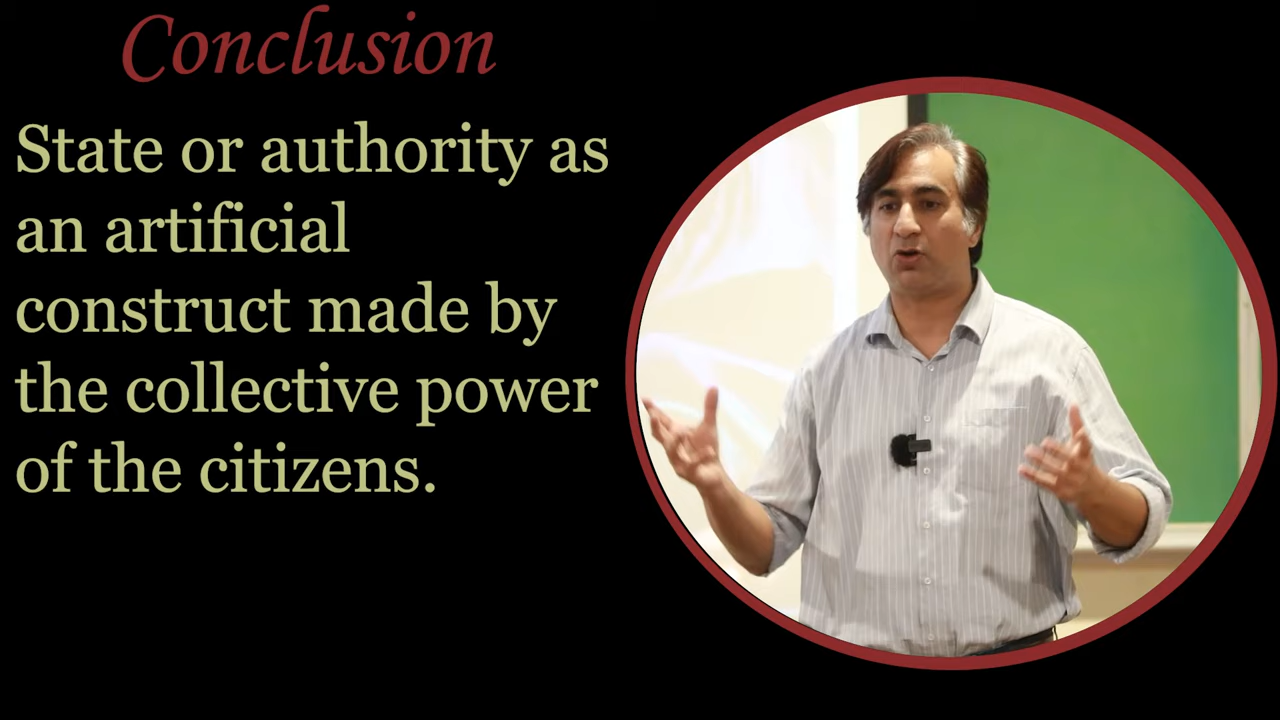 Conclusion
State or authority as
an artificial
construct made by
the collective power
of the citizens.